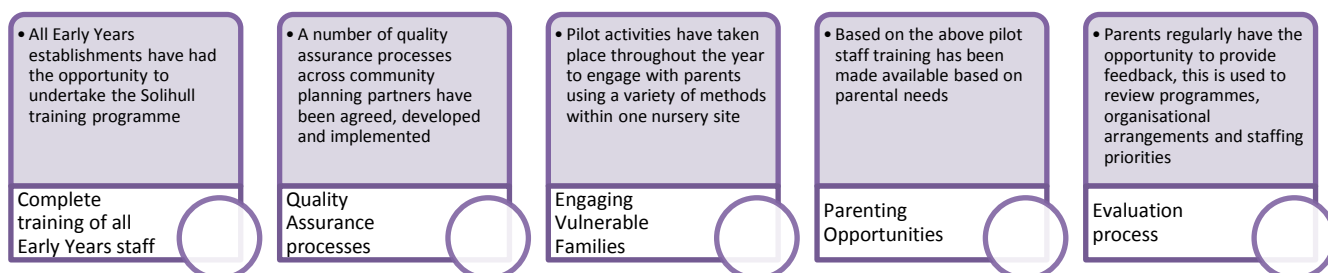 • All Early Years
establishments have had
the opportunity to
undertake the Solihull
training programme
Complete
training of all
Early Years staff
• A number of quality
assurance processes
across community
planning partners have
been agreed, developed
and implemented
Quality
Assurance
processes
• Pilot activities have taken
place throughout the year
to engage with parents
using a variety of methods
within one nursery site
Engaging
Vulnerable
Families
• Based on the above pilot
staff training has been
made available based on
parental needs
Parenting
Opportunities
• Parents regularly have the
opportunity to provide
feedback, this is used to
review programmes,
organisational
arrangements and staffing
priorities
Evaluation
process